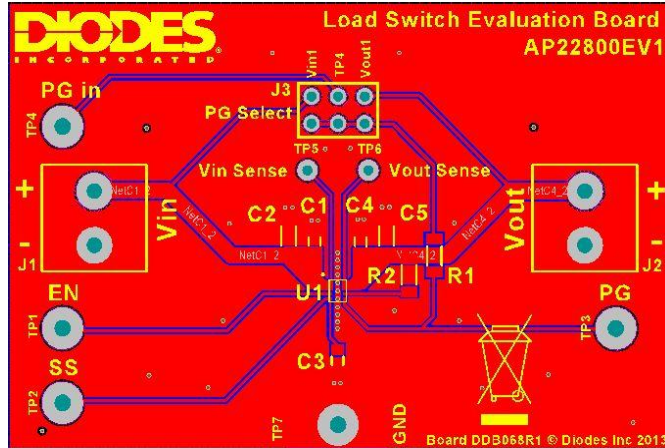 DIODES
INCORPORATED
Load Switch Evaluation Board
AP22800EV1
Vin1
TP4
Vout1
J3
PG Select
PG in
TP4
TP5
TP6
Vin Sense
Vout Sense
+
-
NetC1_2
Vin
J1
NetC1_2
NetC1_2
C2
C1
C4
C5
NetC4_2
NetC4_2
Vout
+
-
J2
U1
R2
R1
EN
TP1
PG
TP3
SS
TP2
C3
TP7
GND
Board DDB068R1 © Diodes Inc 2013